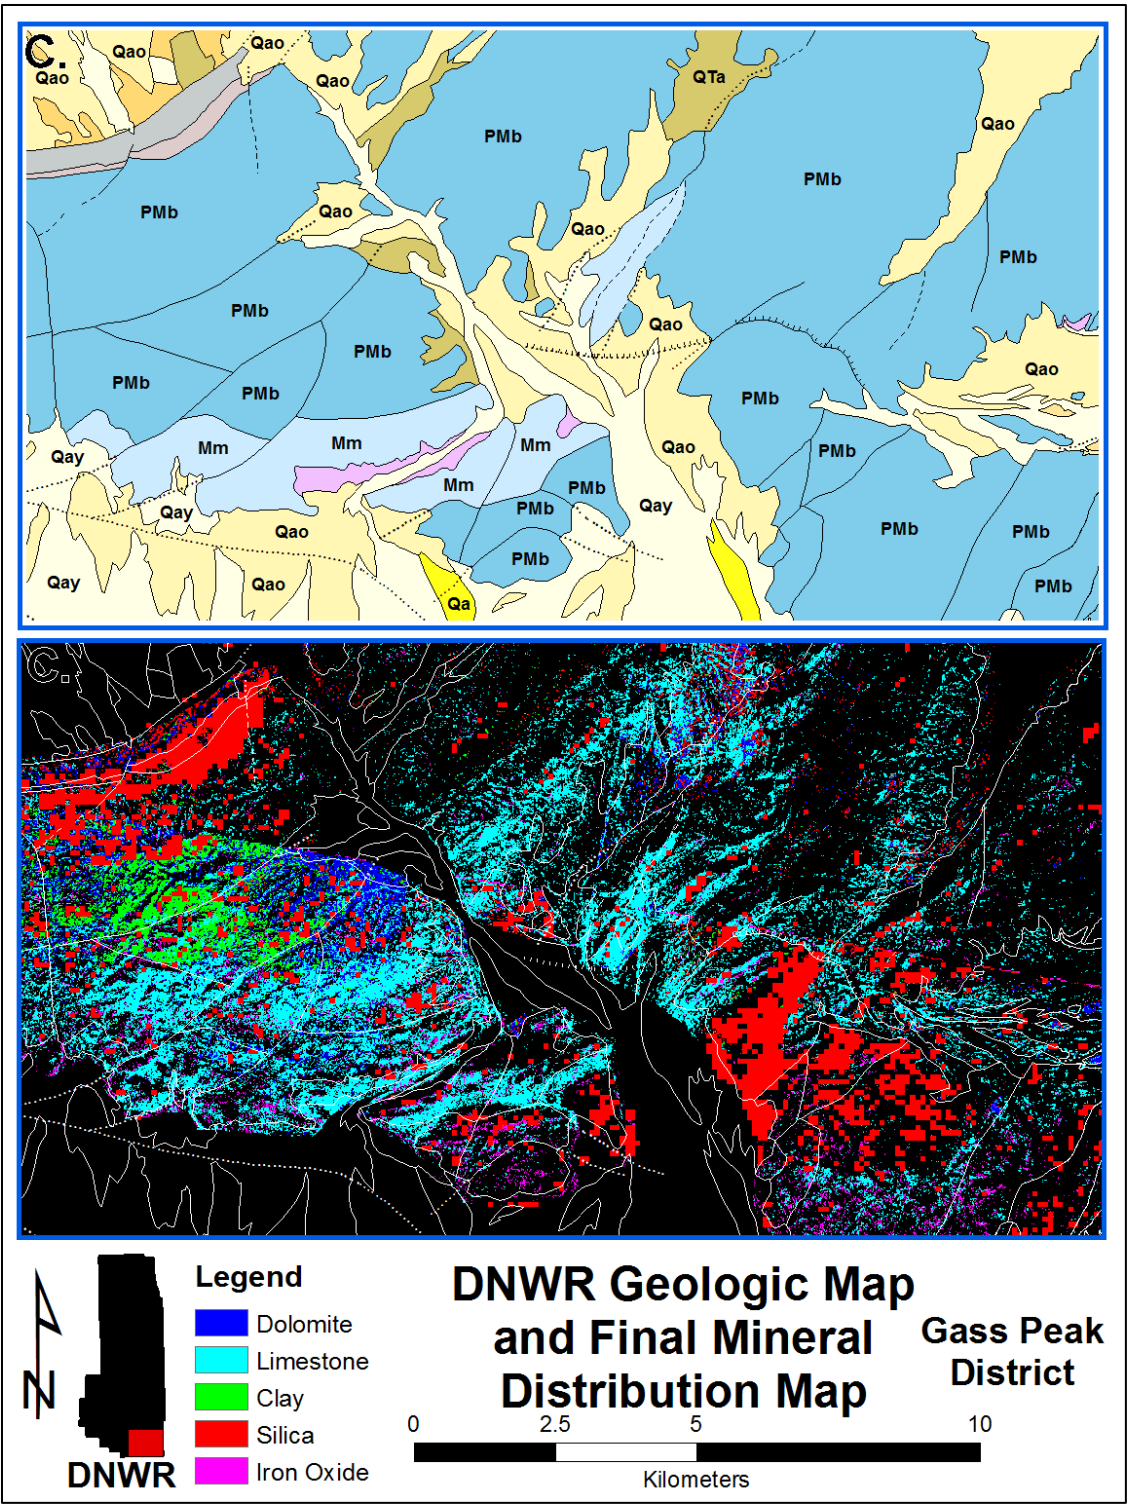 C.
Qao
Qao
Qao
Qao
QTa
PMb
Qao
PMb
PMb
Qao
Qao
PMb
PMb
Qao
PMb
Qao
PMb
PMb
PMb
Mm
Mm
Mm
Qao
PMb
Qay
Mm
PMb
PMb
Qay
Qao
Qay
PMb
PMb
PMb
Qay
Qao
Qa
PMb
C.
Legend
Dolomite
Limestone
Clay
Silica
Iron Oxide
N
DNWR
DNWR Geologic Map
and Final Mineral
Distribution Map
Gass Peak
District
0 2.5 5 10
Kilometers